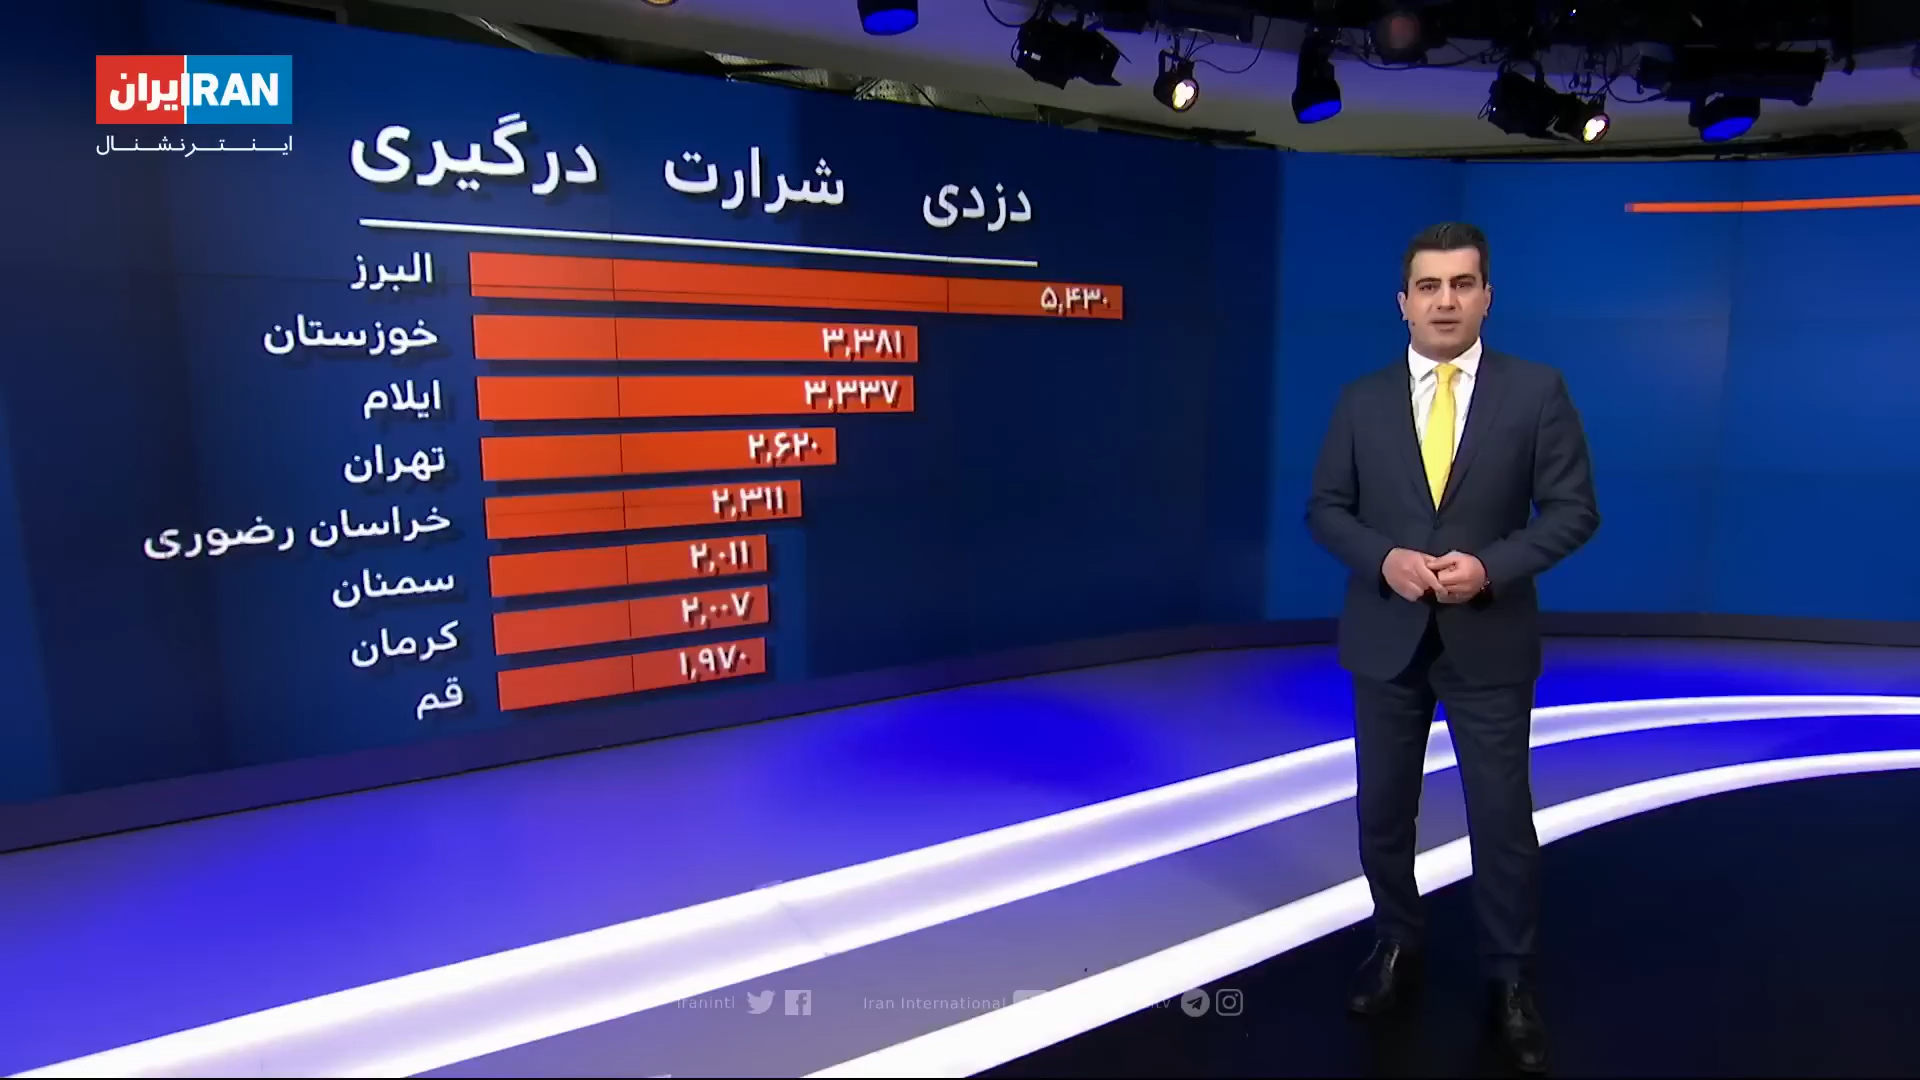 ایران IRAN
اینترنشنال
دزدی شرارت درگیری
البرز ۵,۴۳۰
خوزستان ۳,۳۸۱
ایلام ۳,۳۳۷
تهران ۲,۶۲۰
خراسان رضوری ۲,۳۱۱
سمنان ۲,۰۱۱
کرمان ۲,۰۰۷
قم ۱,۹۷۰
iranintl Iran International